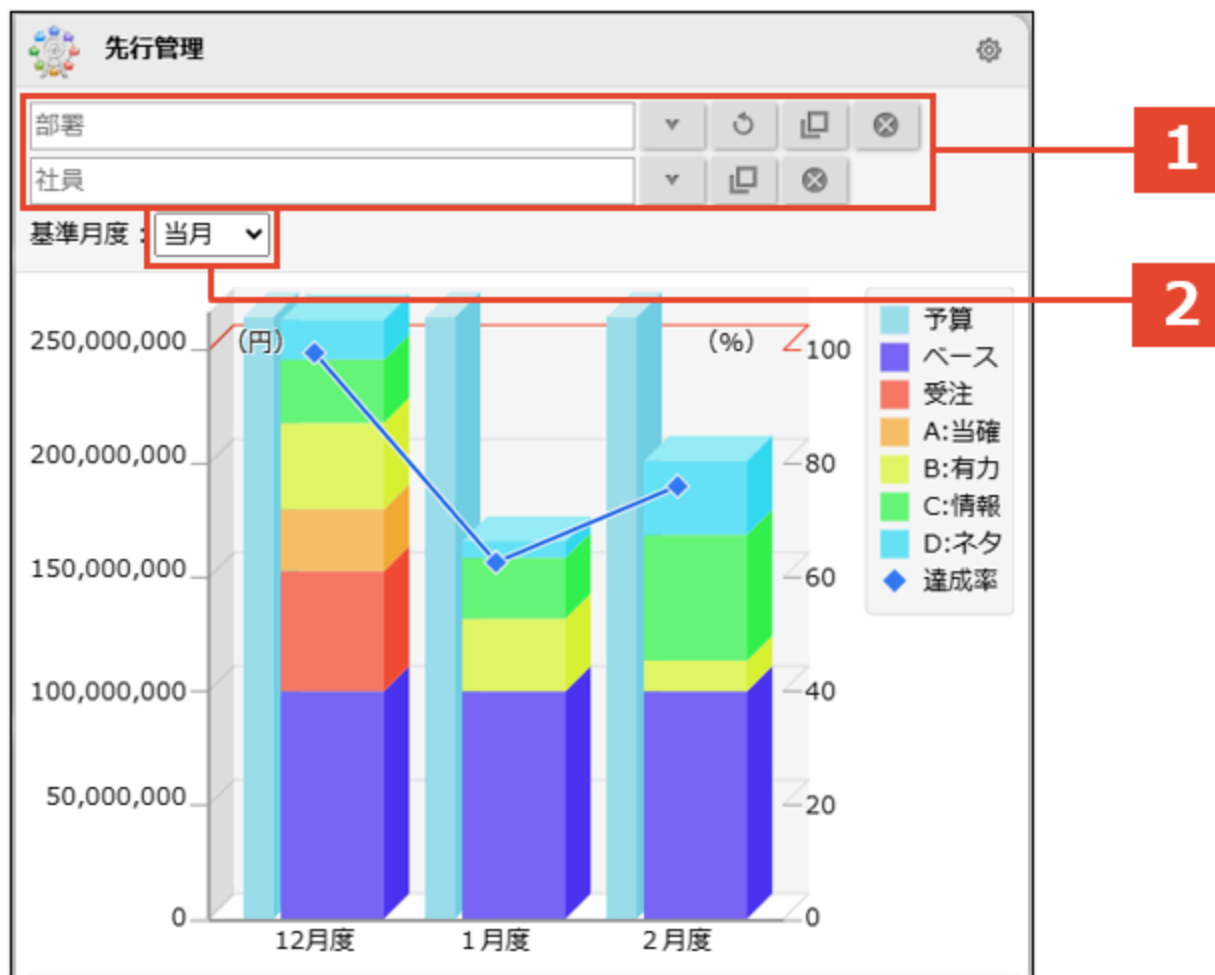 先行管理
部署
1
社員
基準月度：当月
2
(円)
(%)
250,000,000
200,000,000
150,000,000
100,000,000
50,000,000
0
100
80
60
40
20
0
12月度
1月度
2月度
予算
ベース
受注
A:当確
B:有力
C:情報
D:ネタ
達成率